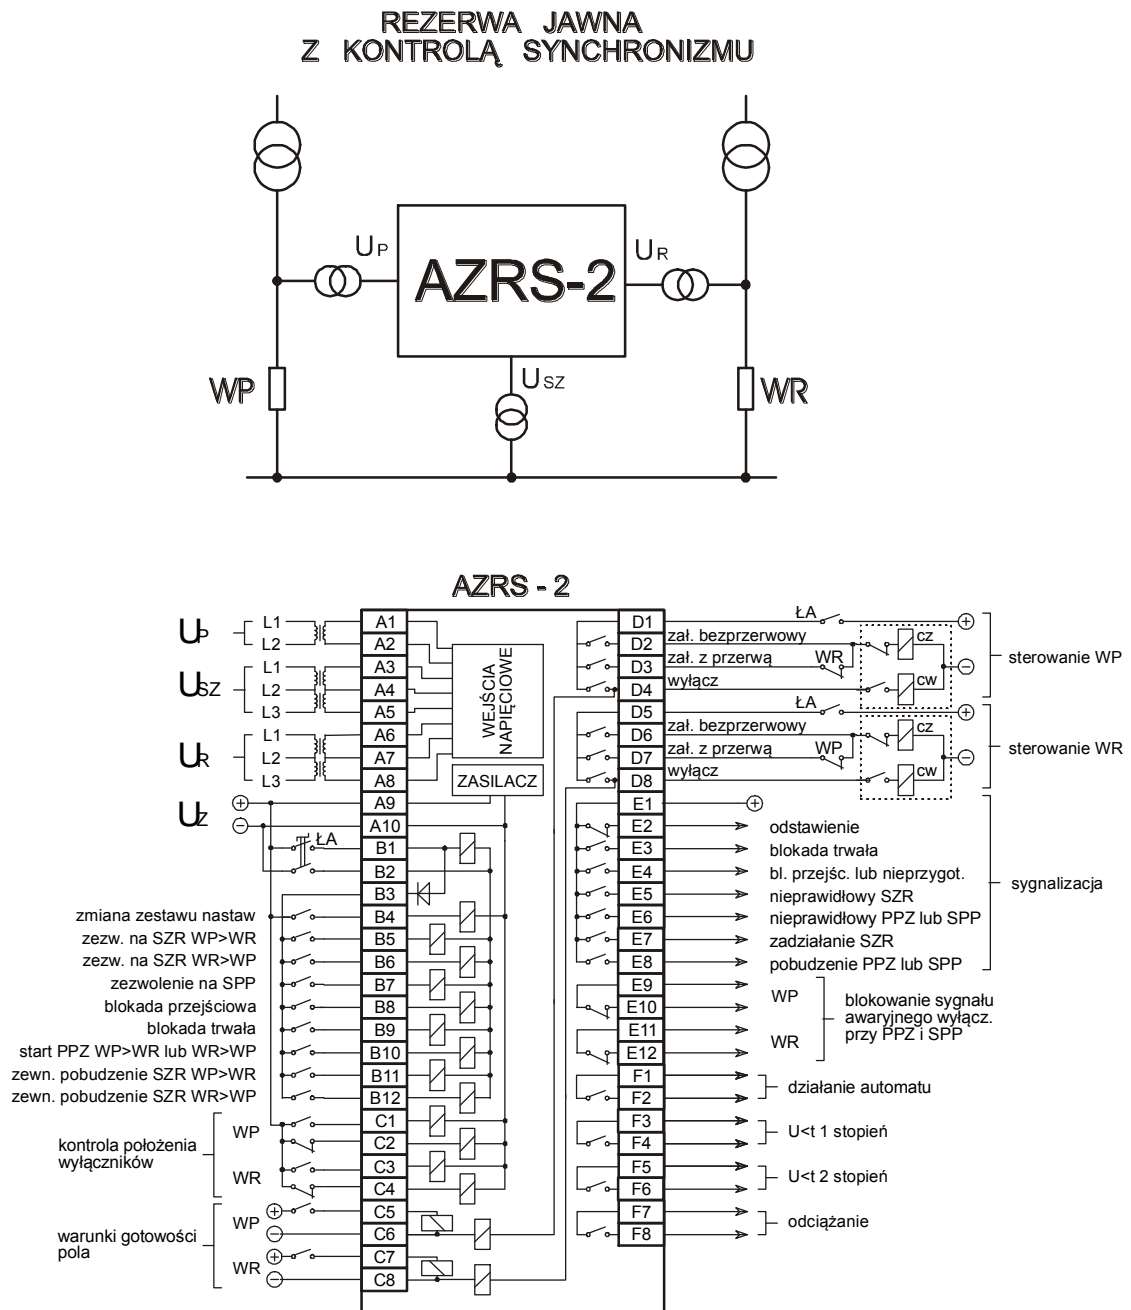 REZERWA JAWNA
Z KONTROLĄ SYNCHRONIZMU
UP
AZRS-2
UR
WP
USZ
WR
AZRS - 2
UP
L1
L2
USZ
L1
L2
L3
UR
L1
L2
L3
UZ
ŁA
zmiana zestawu nastaw
zezw. na SZR WP>WR
zezw. na SZR WR>WP
zezwolenie na SPP
blokada przejściowa
blokada trwała
start PPZ WP>WR lub WR>WP
zewn. pobudzenie SZR WP>WR
zewn. pobudzenie SZR WR>WP
kontrola położenia
wyłączników
WP
WR
warunki gotowości
pola
WP
WR
A1
A2
A3
A4
A5
A6
A7
A8
A9
A10
B1
B2
B3
B4
B5
B6
B7
B8
B9
B10
B11
B12
C1
C2
C3
C4
C5
C6
C7
C8
WEJŚCIA
NAPIĘCIOWE
ZASILACZ
D1
D2
D3
D4
D5
D6
D7
D8
E1
E2
E3
E4
E5
E6
E7
E8
E9
E10
E11
E12
F1
F2
F3
F4
F5
F6
F7
F8
ŁA
zał. bezprzerwowy
cz
zał. z przerwą
WR
wyłącz
cw
sterowanie WP
ŁA
zał. bezprzerwowy
cz
zał. z przerwą
WP
wyłącz
cw
sterowanie WR
odstawienie
blokada trwała
bl. przejśc. lub nieprzygot.
nieprawidłowy SZR
nieprawidłowy PPZ lub SPP
zadziałanie SZR
pobudzenie PPZ lub SPP
sygnalizacja
WP
WR
blokowanie sygnału
awaryjnego wyłącz.
przy PPZ i SPP
działanie automatu
U<t 1 stopień
U<t 2 stopień
odciążanie